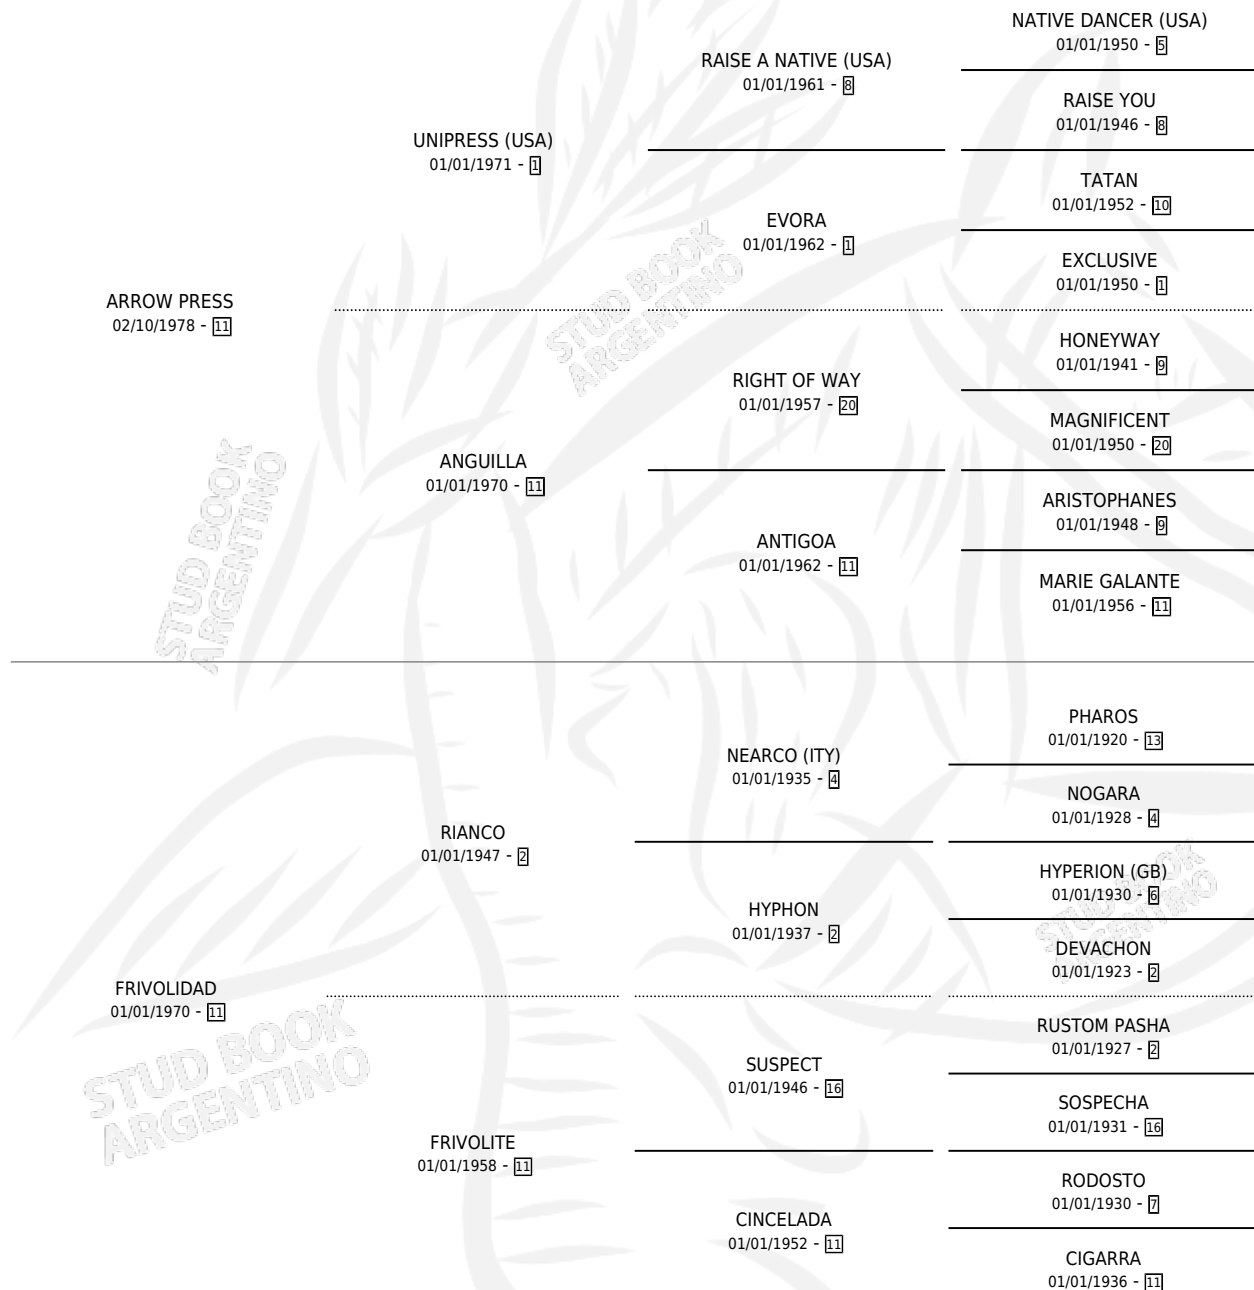 NATIVE DANCER (USA)
01/01/1950 - 5
RAISE A NATIVE (USA)
01/01/1961 - 8
RAISE YOU
01/01/1946 - 8
UNIPRESS (USA)
01/01/1971 - 1
TATAN
01/01/1952 - 10
EVORA
01/01/1962 - 1
EXCLUSIVE
01/01/1950 - 1
ARROW PRESS
02/10/1978 - 11
HONEYWAY
01/01/1941 - 9
RIGHT OF WAY
01/01/1957 - 20
MAGNIFICENT
01/01/1950 - 20
ANGUILLA
01/01/1970 - 11
ARISTOPHANES
01/01/1948 - 9
ANTIGOA
01/01/1962 - 11
MARIE GALANTE
01/01/1956 - 11
STUD BOOK
ARGENTINO
STUD BOOK
ARGENTINO
PHAROS
01/01/1920 - 13
NEARCO (ITY)
01/01/1935 - 4
NOGARA
01/01/1928 - 4
RIANCO
01/01/1947 - 2
HYPERION (GB)
01/01/1930 - 6
HYPHON
01/01/1937 - 2
DEVACHON
01/01/1923 - 2
FRIVOLIDAD
01/01/1970 - 11
RUSTOM PASHA
01/01/1927 - 2
SUSPECT
01/01/1946 - 16
SOSPECHA
01/01/1931 - 16
FRIVOLITE
01/01/1958 - 11
RODOSTO
01/01/1930 - 7
CINCELADA
01/01/1952 - 11
CIGARRA
01/01/1936 - 11
STUD BOOK
ARGENTINO
STUD BOOK
ARGENTINO